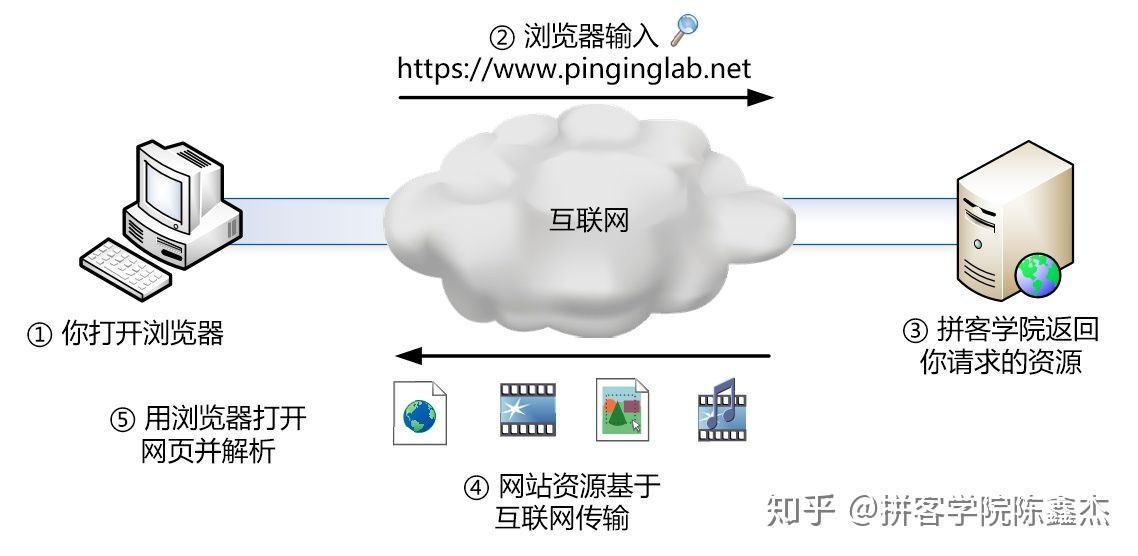 ② 浏览器输入
https://www.pinginglab.net
互联网
① 你打开浏览器
③ 拼客学院返回
你请求的资源
⑤ 用浏览器打开
网页并解析
④ 网站资源基于
互联网传输
知乎 @拼客学院陈鑫杰